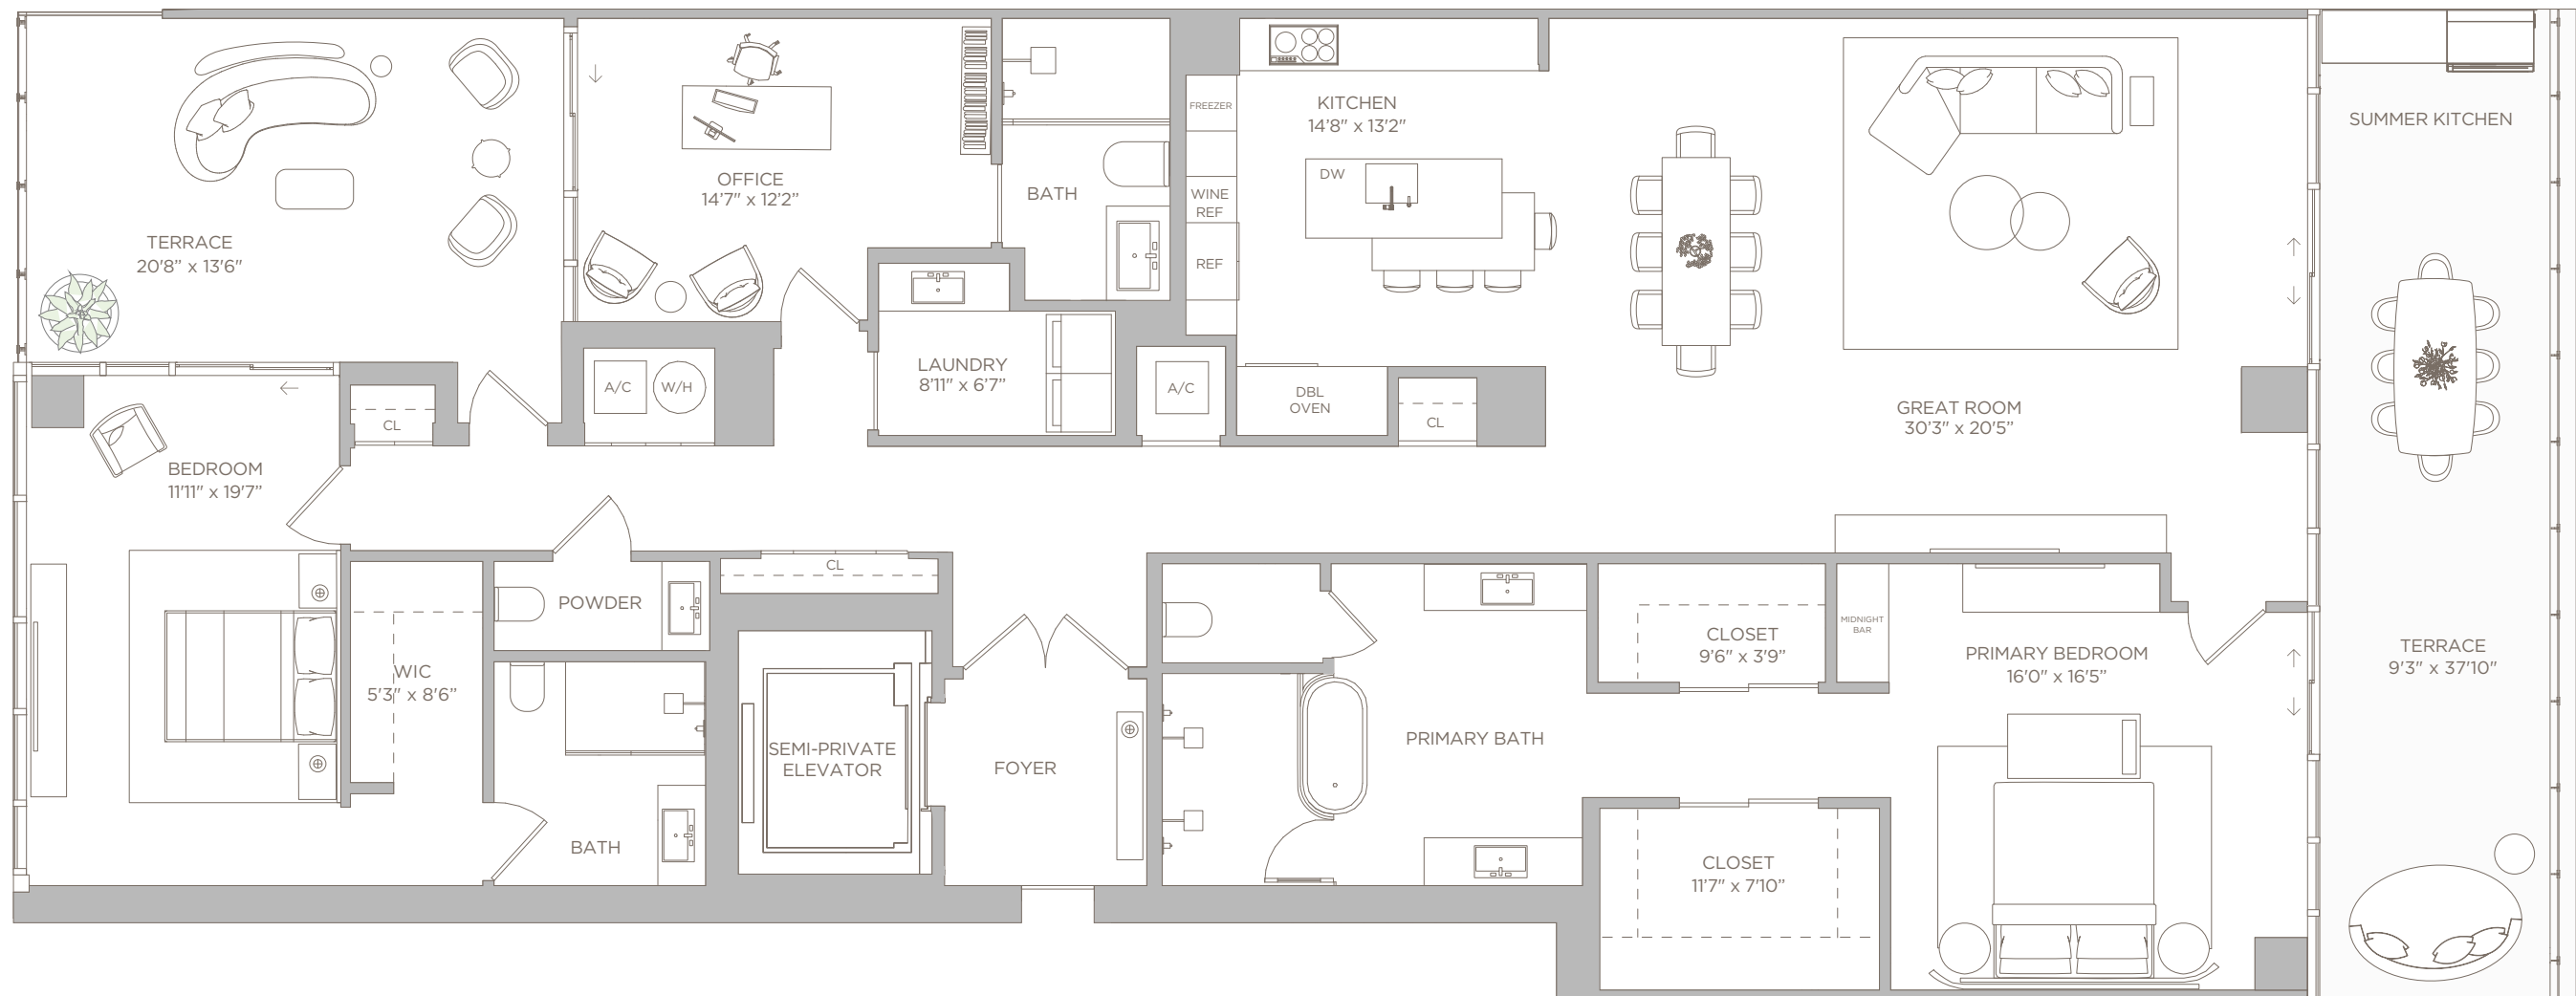 TERRACE
20'8" x 13'6"
OFFICE
14'7" x 12'2"
BATH
FREEZER
WINE
REF
REF
KITCHEN
14'8" x 13'2"
DW
SUMMER KITCHEN
LAUNDRY
8'11" x 6'7"
A/C
W/H
A/C
DBL
OVEN
CL
CL
GREAT ROOM
30'3" x 20'5"
BEDROOM
11'11" x 19'7"
WIC
5'3" x 8'6"
POWDER
CL
BATH
SEMI-PRIVATE
ELEVATOR
FOYER
PRIMARY BATH
CLOSET
9'6" x 3'9"
MIDNIGHT
BAR
PRIMARY BEDROOM
16'0" x 16'5"
CLOSET
11'7" x 7'10"
TERRACE
9'3" x 37'10"